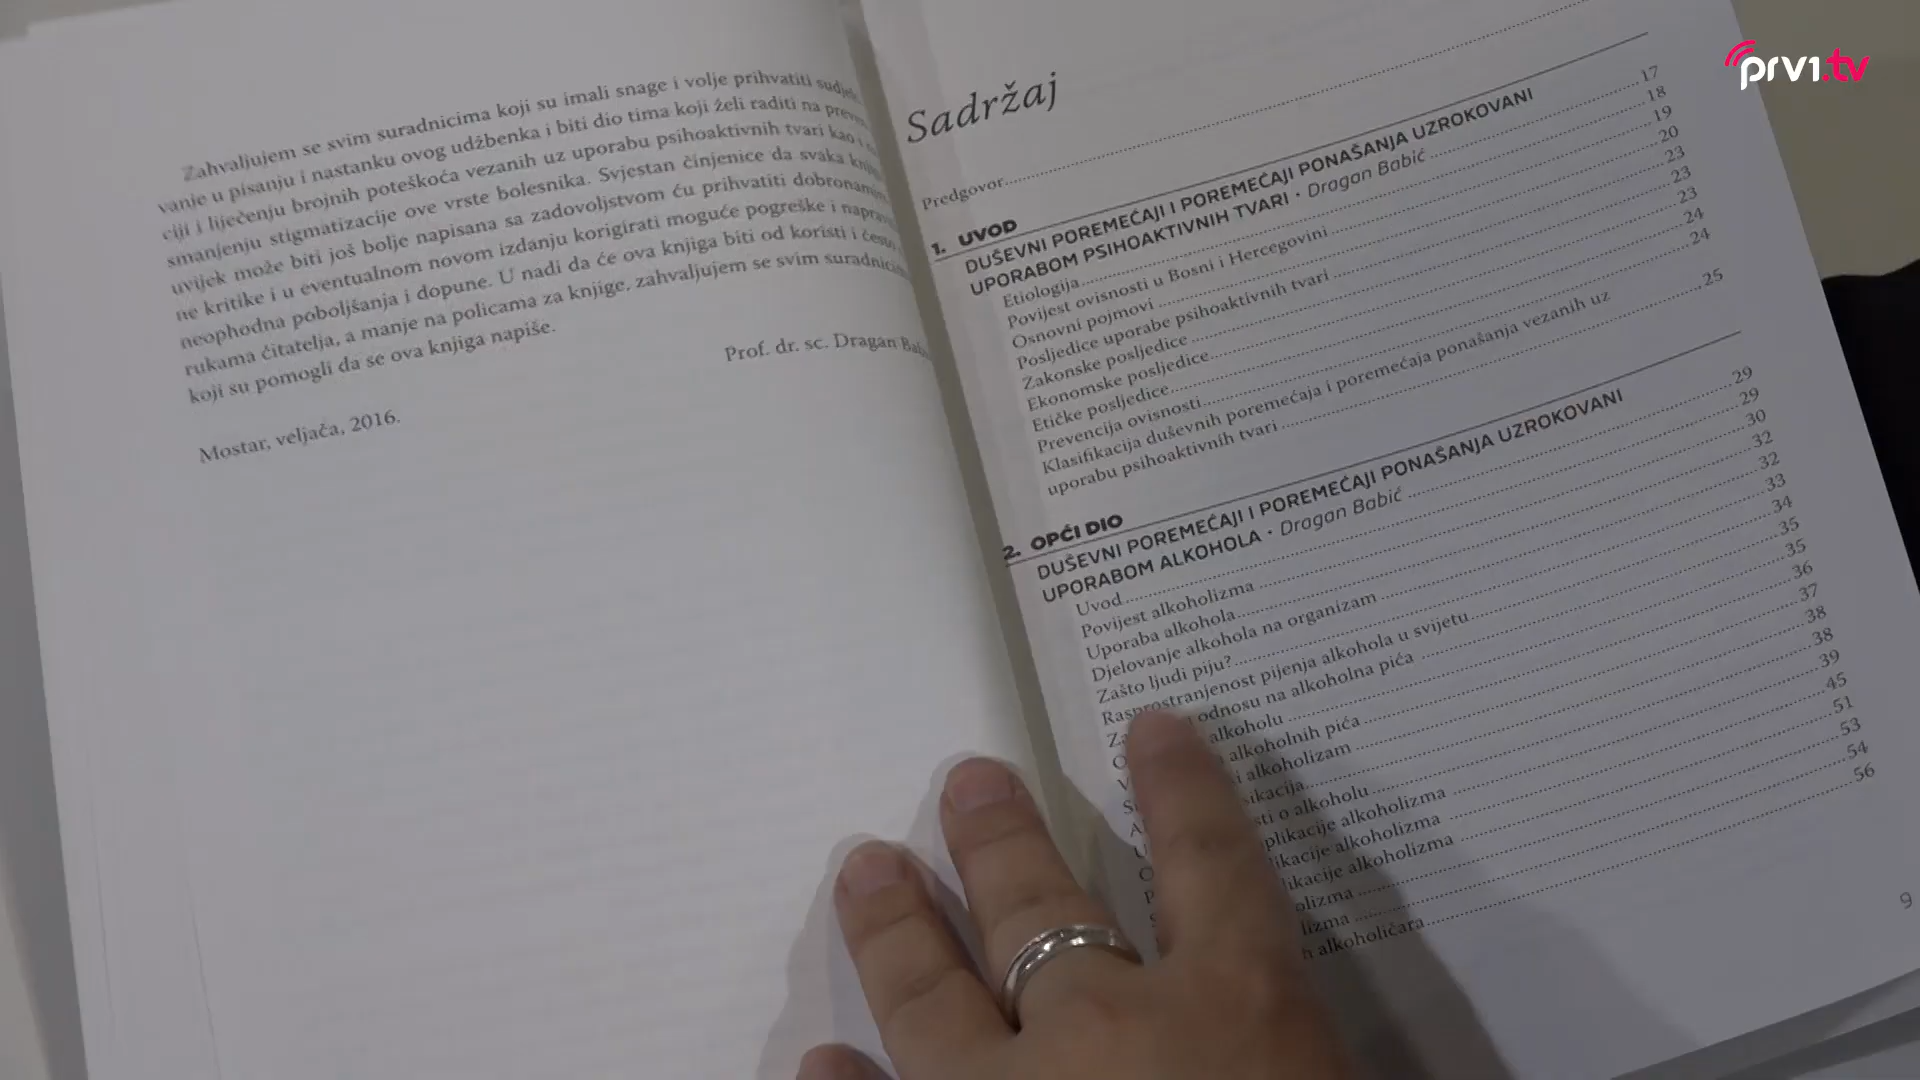 Zahvaljujem se svim suradnicima koji su imali snage i volje prihvatiti
vanje u pisanju i nastanku ovog udžbenka i biti dio tima koji želi raditi na
ciji i liječenju brojnih poteškoća vezanih uz uporabu psihoaktivnih tvari kao i
smanjenju stigmatizacije ove vrste bolesnika. Svjestan činjenice da svaka
uvijek može biti još bolje napisana sa zadovoljstvom ću prihvatiti
ne kritike i u eventualnom novom izdanju korigirati moguće pogreške i
neophodna poboljšanja i dopune. U nadi da će ova knjiga biti od koristi i
rukama čitatelja, a manje na policama za knjige, zahvaljujem se svim
koji su pomogli da se ova knjiga napiše.
Prof. dr. sc. Dragan
Mostar, veljača, 2016.
Sadržaj
Predgovor
1. UVOD
DUŠEVNI POREMEĆAJI I POREMEĆAJI PONAŠANJA UZROKOVANI
UPORABOM PSIHOAKTIVNIH TVARI · Dragan Babić 17
Etiologija 18
Povijest ovisnosti u Bosni i Hercegovini 19
Osnovni pojmovi 20
Posljedice uporabe psihoaktivnih tvari 23
Zakonske posljedice 23
Ekonomske posljedice 23
Etičke posljedice 24
Prevencija ovisnosti 24
Klasifikacija duševnih poremećaja i poremećaja ponašanja vezanih uz
uporabu psihoaktivnih tvari 25
2. OPĆI DIO
DUŠEVNI POREMEĆAJI I POREMEĆAJI PONAŠANJA UZROKOVANI
UPORABOM ALKOHOLA · Dragan Babić 29
Uvod 29
Povijest alkoholizma 30
Uporaba alkohola 32
Djelovanje alkohola na organizam 32
Zašto ljudi piju? 33
Rasprostranjenost pijenja alkohola u svijetu 34
odnosu na alkoholna pića 35
alkoholu 35
alkoholnih pića 36
i alkoholizam 37
38
o alkoholu 38
alkoholizma 39
alkoholizma 45
alkoholizma 51
53
54
alkoholičara 56
9
prv1.tv